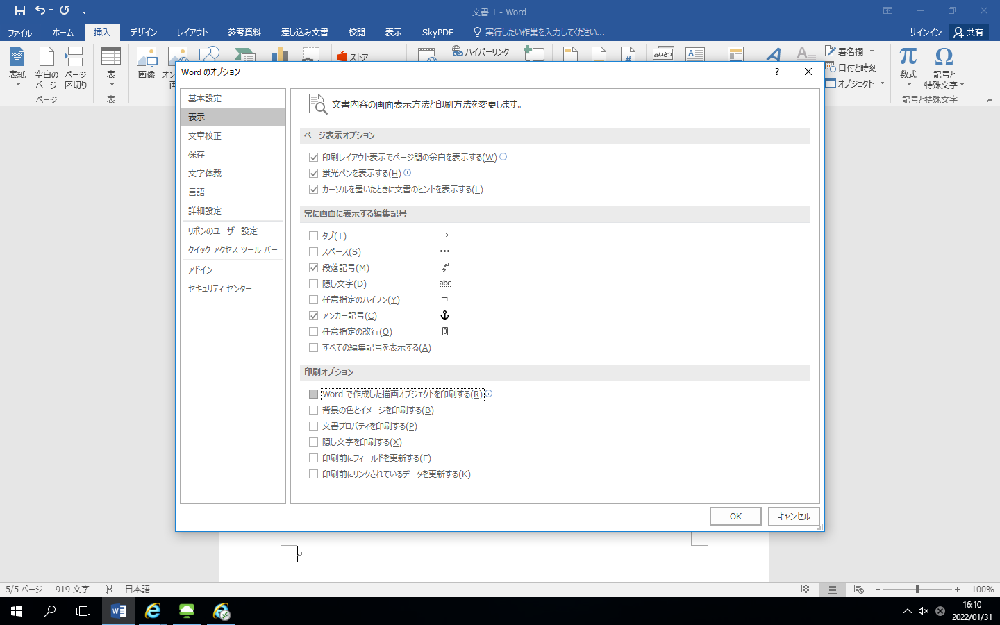 文書 1 - Word
ファイル ホーム 挿入 デザイン レイアウト 参考資料 差し込み文書 校閲 表示 SkyPDF 実行したい作業を入力してください... サインイン 共有
表紙 空白のページ ページ区切り 表 画像 ストア ハイパーリンク あいさつ 署名欄 日付と時刻 オブジェクト 数式 記号と特殊文字
ページ 表 記号と特殊文字
Word のオプション ?
基本設定
表示
文章校正
保存
文字体裁
言語
詳細設定
リボンのユーザー設定
クイック アクセス ツール バー
アドイン
セキュリティ センター
文書内容の画面表示方法と印刷方法を変更します。
ページ表示オプション
印刷レイアウト表示でページ間の余白を表示する(W)
蛍光ペンを表示する(H)
カーソルを置いたときに文書のヒントを表示する(L)
常に画面に表示する編集記号
タブ(T) →
スペース(S) •••
段落記号(M)
隠し文字(D) abc
任意指定のハイフン(Y) ¬
アンカー記号(C)
任意指定の改行(O)
すべての編集記号を表示する(A)
印刷オプション
Word で作成した描画オブジェクトを印刷する(R)
背景の色とイメージを印刷する(B)
文書プロパティを印刷する(P)
隠し文字を印刷する(X)
印刷前にフィールドを更新する(F)
印刷前にリンクされているデータを更新する(K)
OK キャンセル
5/5 ページ 919 文字 日本語 100%
16:10
2022/01/31